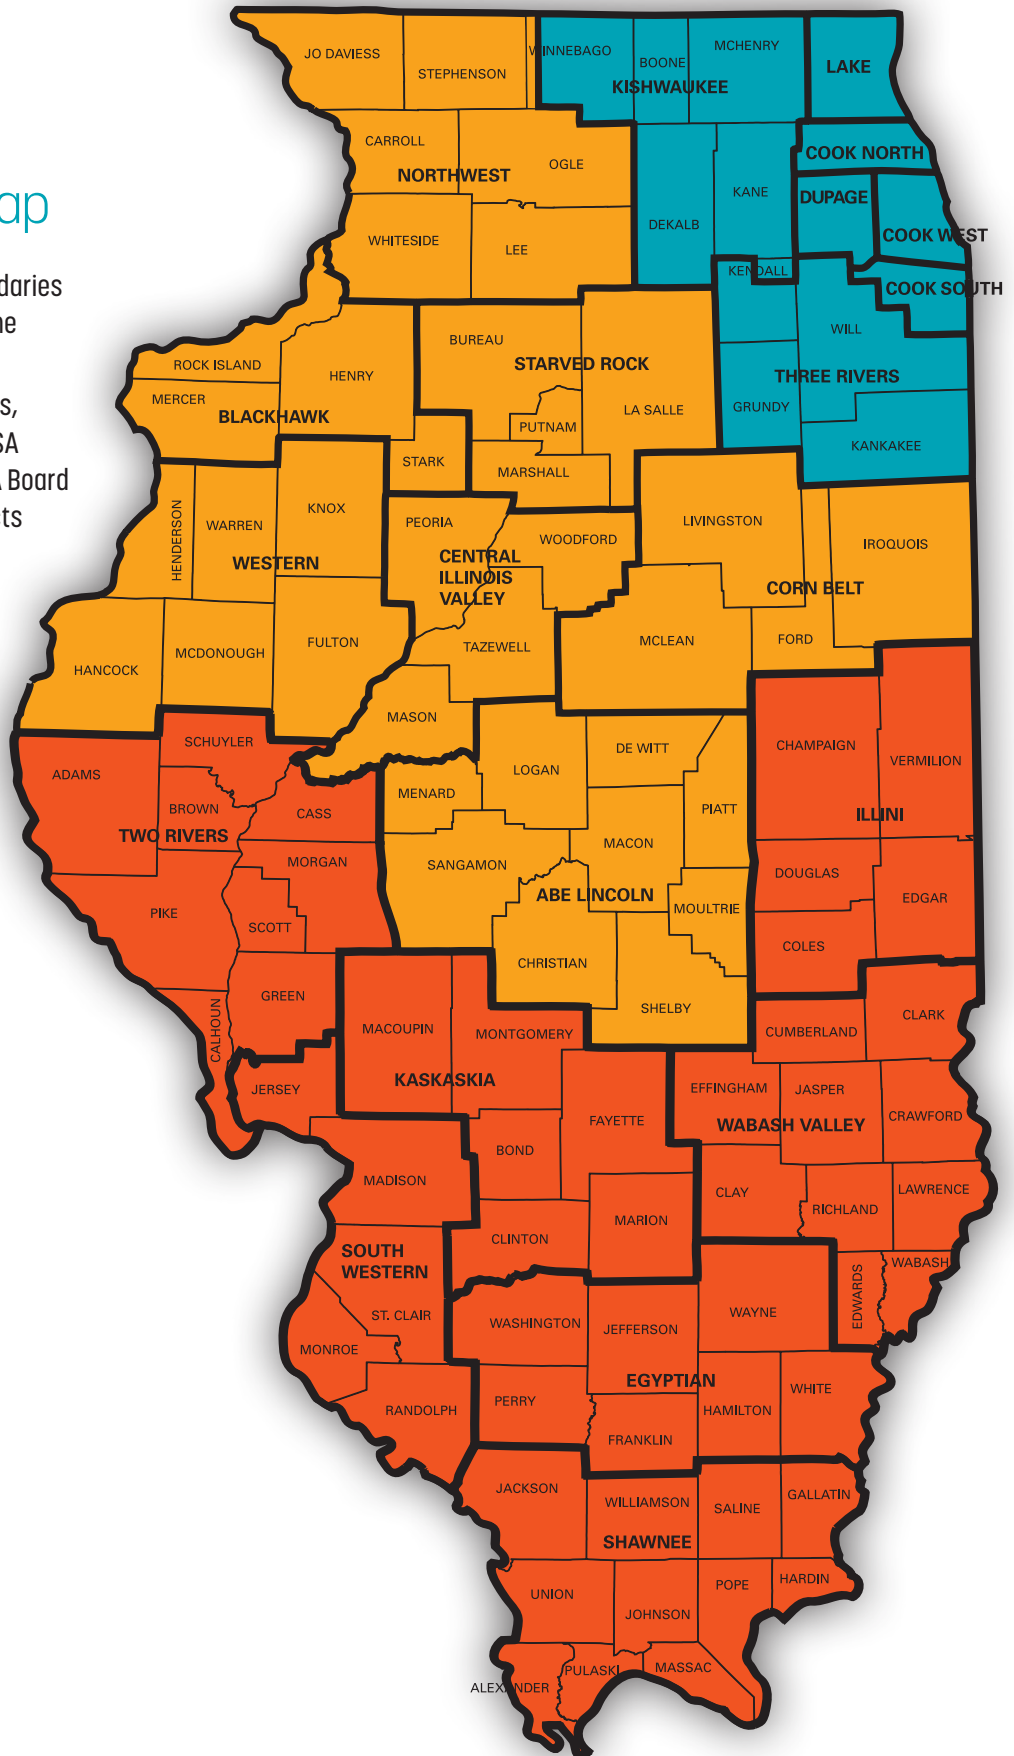 ap
daries
ne
s,
SA
A Board
cts
JO DAVIESS
STEPHENSON
WINNEBAGO
BOONE
MCHENRY
LAKE
KISHWAUKEE
CARROLL
OGLE
NORTHWEST
COOK NORTH
KANE
DUPAGE
DEKALB
WHITESIDE
LEE
COOK WEST
KENDALL
COOK SOUTH
BUREAU
WILL
ROCK ISLAND
HENRY
STARVED ROCK
THREE RIVERS
MERCER
BLACKHAWK
LA SALLE
GRUNDY
PUTNAM
KANKAKEE
STARK
MARSHALL
HENDERSON
WARREN
KNOX
PEORIA
WOODFORD
LIVINGSTON
IROQUOIS
WESTERN
CENTRAL
ILLINOIS
VALLEY
CORN BELT
HANCOCK
MCDONOUGH
FULTON
TAZEWELL
MCLEAN
FORD
MASON
SCHUYLER
DE WITT
CHAMPAIGN
VERMILION
ADAMS
LOGAN
MENARD
BROWN
CASS
PIATT
ILLINI
TWO RIVERS
MACON
MORGAN
SANGAMON
DOUGLAS
EDGAR
ABE LINCOLN
MOULTRIE
PIKE
SCOTT
COLES
CHRISTIAN
GREEN
SHELBY
CALHOUN
MACOUPIN
MONTGOMERY
CUMBERLAND
CLARK
KASKASKIA
JERSEY
EFFINGHAM
JASPER
FAYETTE
WABASH VALLEY
CRAWFORD
BOND
MADISON
CLAY
LAWRENCE
RICHLAND
MARION
CLINTON
SOUTH
WESTERN
WABASH
EDWARDS
ST. CLAIR
WASHINGTON
JEFFERSON
WAYNE
MONROE
EGYPTIAN
WHITE
RANDOLPH
PERRY
HAMILTON
FRANKLIN
JACKSON
WILLIAMSON
SALINE
GALLATIN
SHAWNEE
UNION
POPE
HARDIN
JOHNSON
PULASKI
MASSAC
ALEXANDER